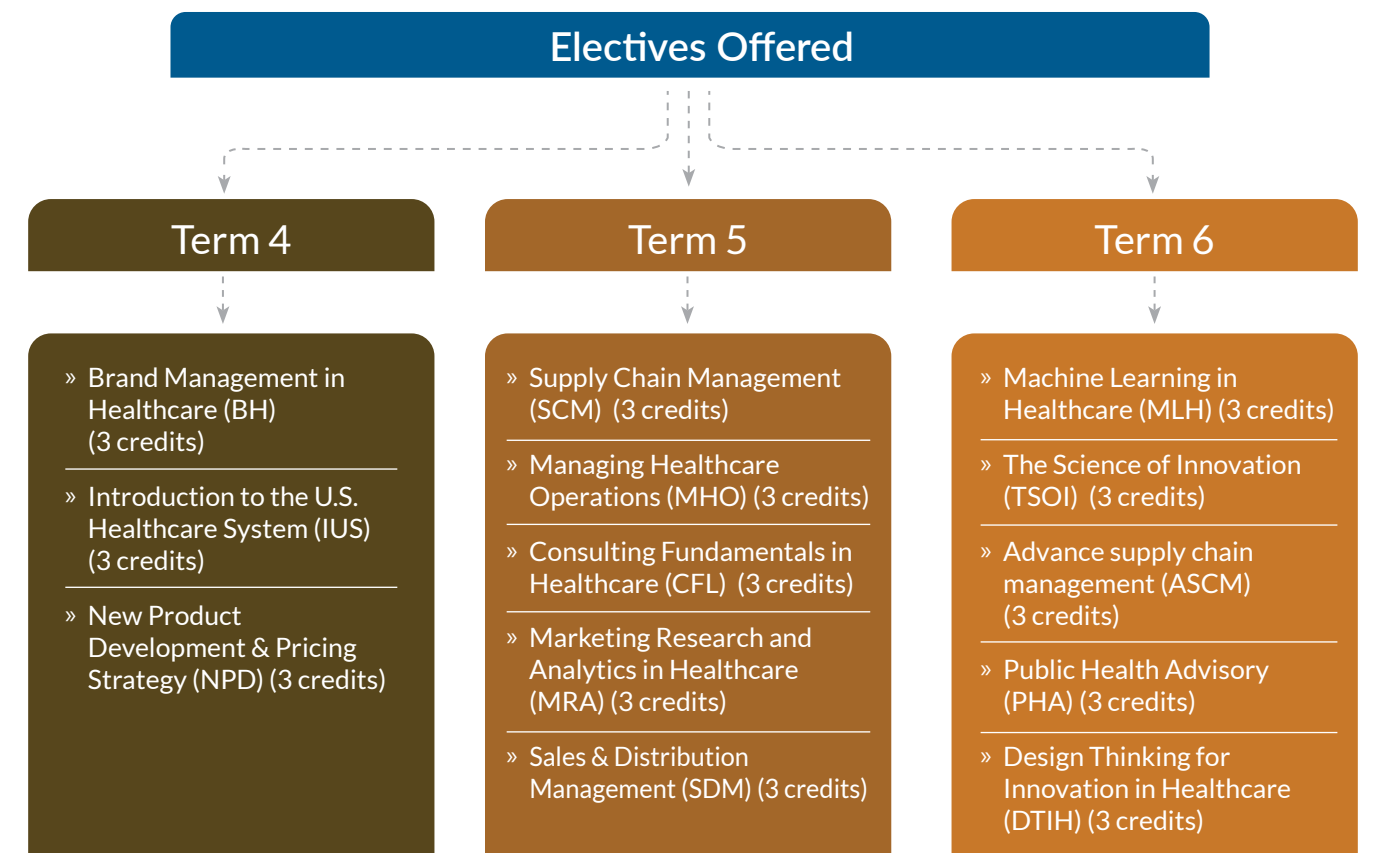 Electives Offered
Term 4
» Brand Management in
Healthcare (BH)
(3 credits)
» Introduction to the U.S.
Healthcare System (IUS)
(3 credits)
» New Product
Development & Pricing
Strategy (NPD) (3 credits)
Term 5
» Supply Chain Management
(SCM) (3 credits)
» Managing Healthcare
Operations (MHO) (3 credits)
» Consulting Fundamentals in
Healthcare (CFL) (3 credits)
» Marketing Research and
Analytics in Healthcare
(MRA) (3 credits)
» Sales & Distribution
Management (SDM) (3 credits)
Term 6
» Machine Learning in
Healthcare (MLH) (3 credits)
» The Science of Innovation
(TSOI) (3 credits)
» Advance supply chain
management (ASCM)
(3 credits)
» Public Health Advisory
(PHA) (3 credits)
» Design Thinking for
Innovation in Healthcare
(DTIH) (3 credits)